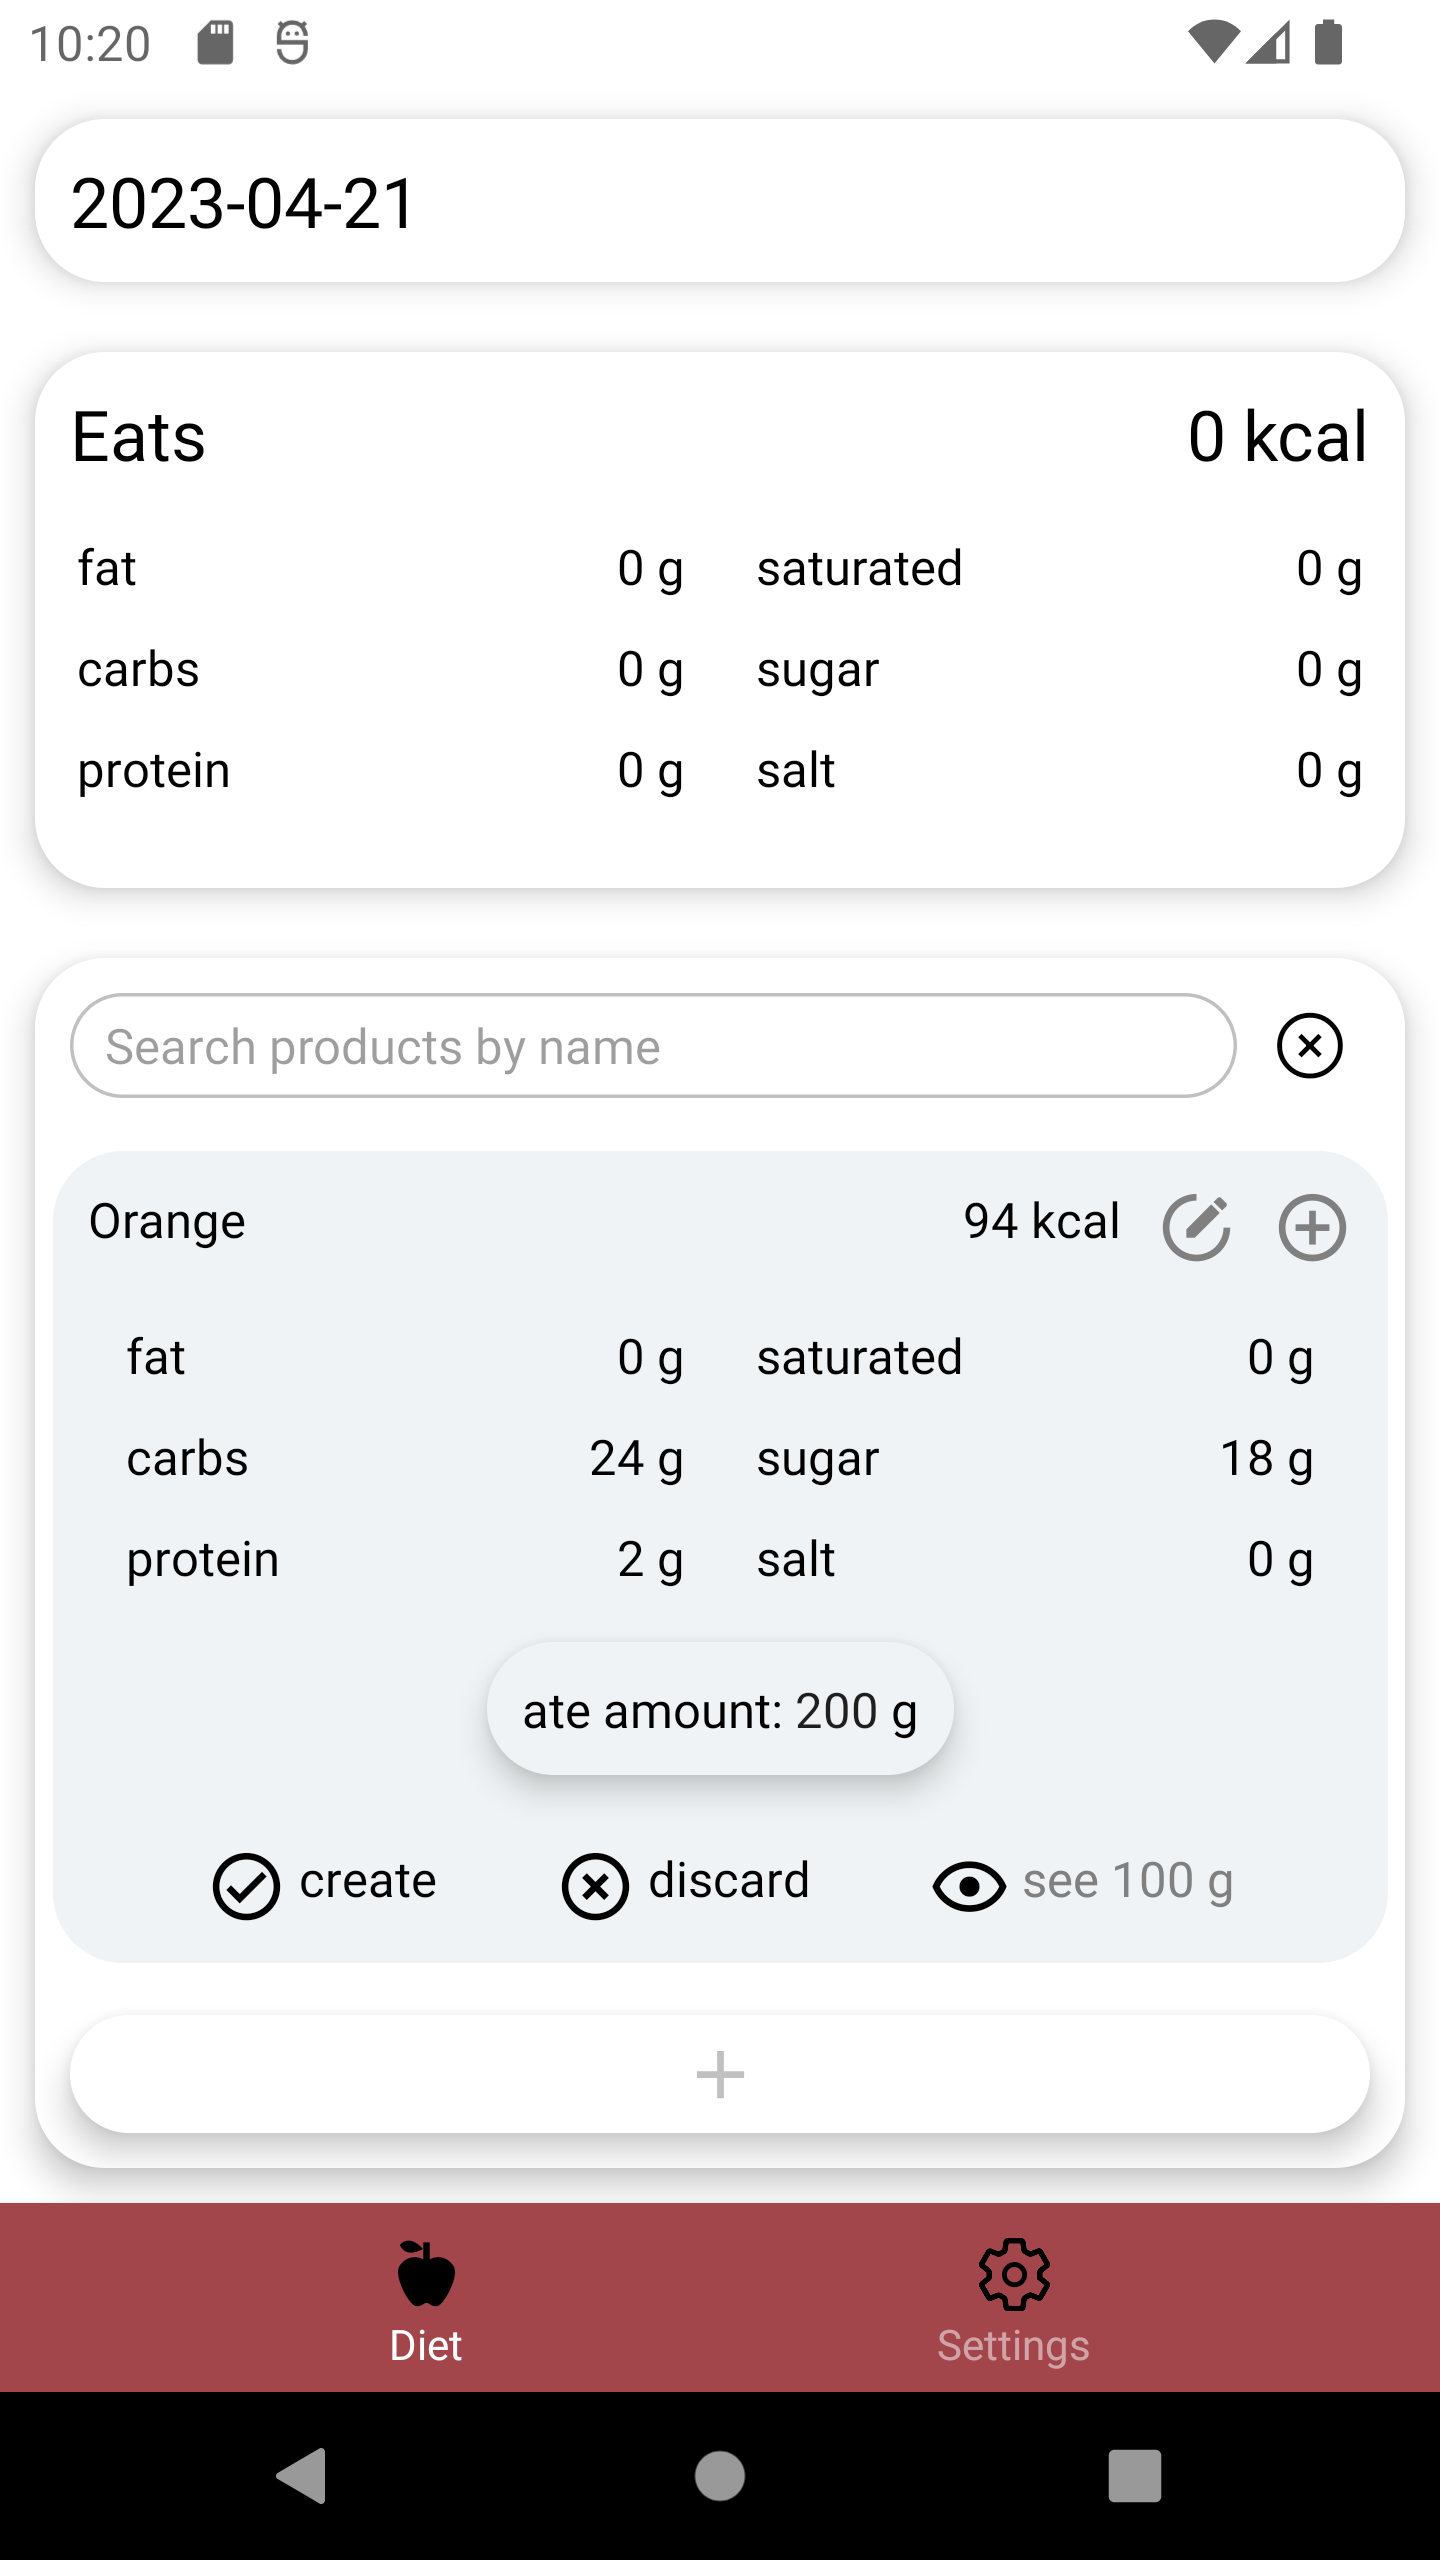 10:20
2023-04-21
Eats 0 kcal
fat 0 g saturated 0 g
carbs 0 g sugar 0 g
protein 0 g salt 0 g
Search products by name
Orange 94 kcal
fat 0 g saturated 0 g
carbs 24 g sugar 18 g
protein 2 g salt 0 g
ate amount: 200 g
create discard see 100 g
Diet Settings